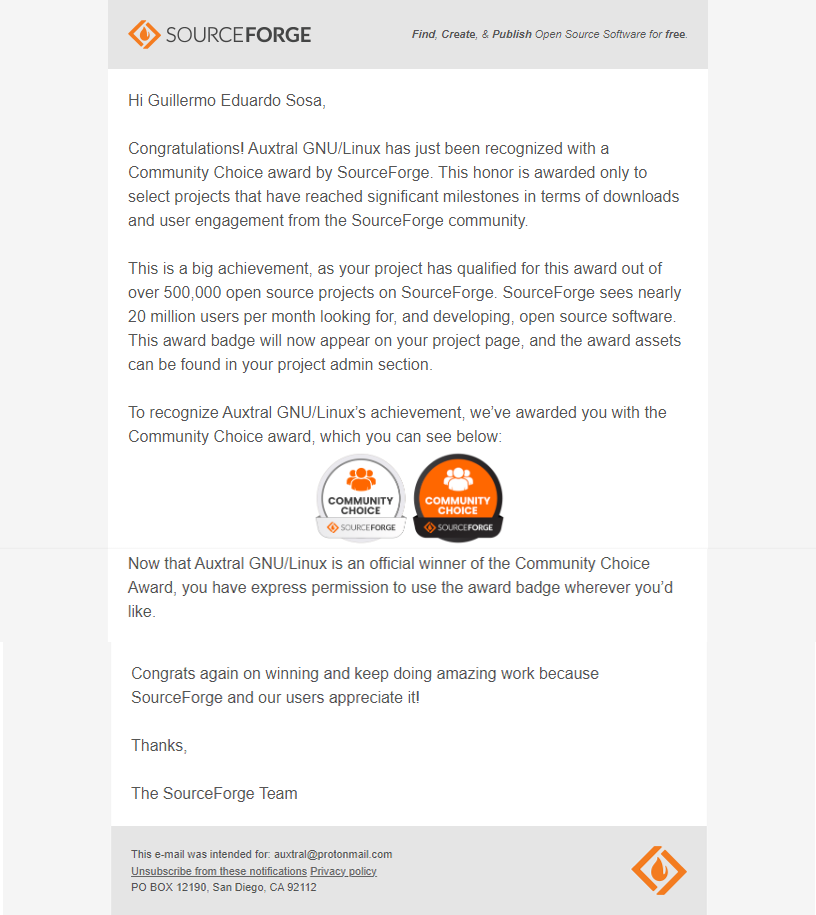 SOURCEFORGE
Find, Create, & Publish Open Source Software for free.
Hi Guillermo Eduardo Sosa,
Congratulations! Auxtral GNU/Linux has just been recognized with a
Community Choice award by SourceForge. This honor is awarded only to
select projects that have reached significant milestones in terms of downloads
and user engagement from the SourceForge community.
This is a big achievement, as your project has qualified for this award out of
over 500,000 open source projects on SourceForge. SourceForge sees nearly
20 million users per month looking for, and developing, open source software.
This award badge will now appear on your project page, and the award assets
can be found in your project admin section.
To recognize Auxtral GNU/Linux’s achievement, we’ve awarded you with the
Community Choice award, which you can see below:
COMMUNITY
CHOICE
SOURCEFORGE
COMMUNITY
CHOICE
SOURCEFORGE
Now that Auxtral GNU/Linux is an official winner of the Community Choice
Award, you have express permission to use the award badge wherever you’d
like.
Congrats again on winning and keep doing amazing work because
SourceForge and our users appreciate it!
Thanks,
The SourceForge Team
This e-mail was intended for: auxtral@protonmail.com
Unsubscribe from these notifications Privacy policy
PO BOX 12190, San Diego, CA 92112